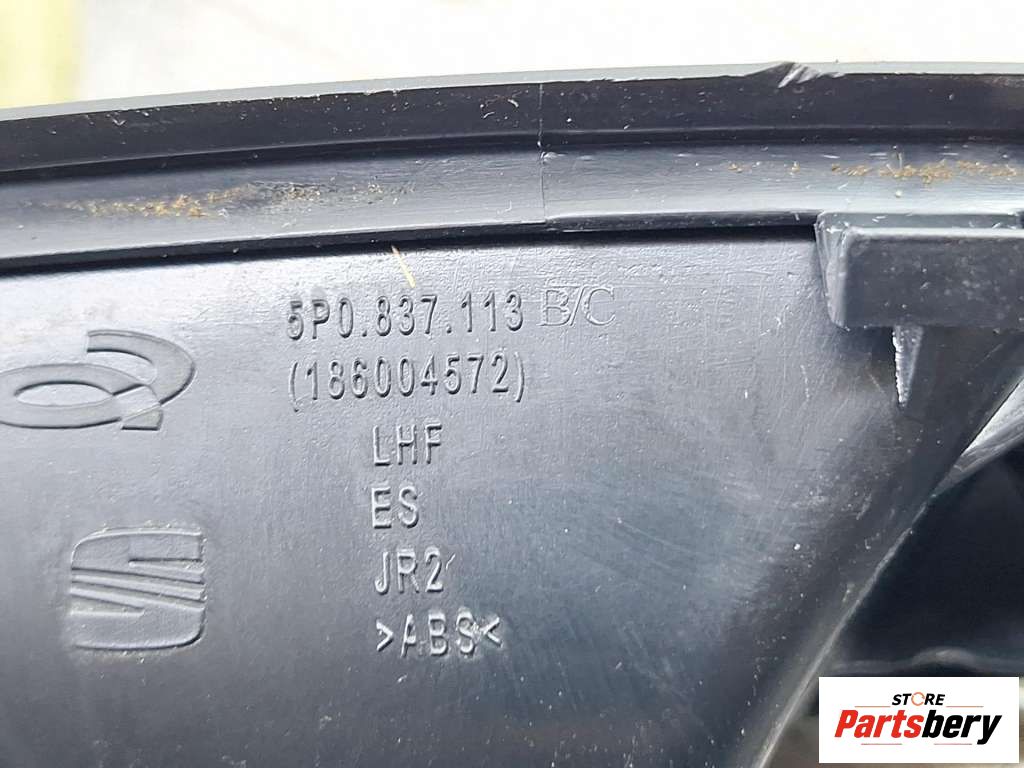 5P0.837.113 B/C
(186004572)
LHF
ES
JR2
>ABS<
STORE
Partsbery